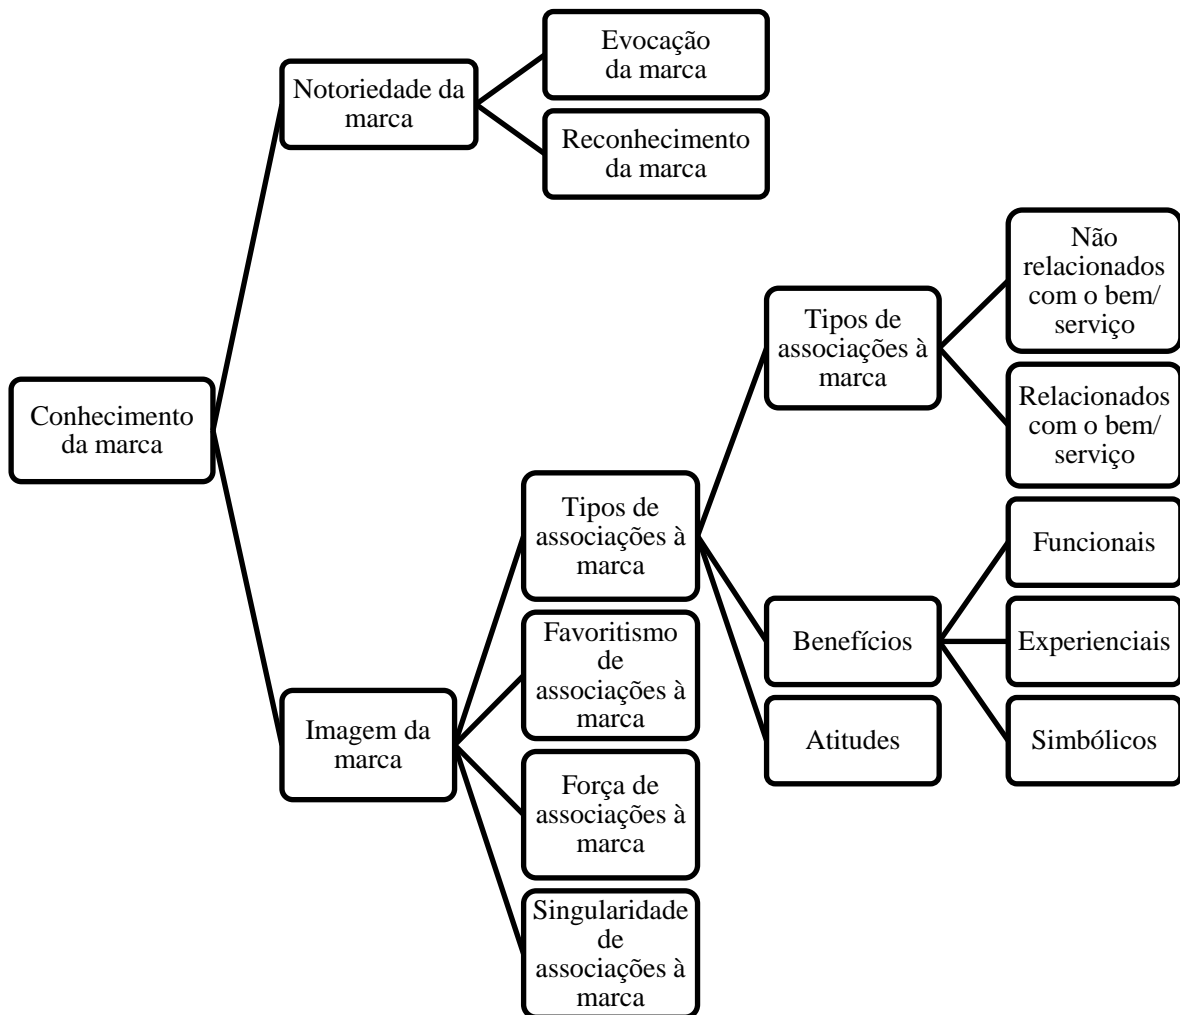 Evocação
da marca
Notoriedade da
marca
Reconhecimento
da marca
Não
relacionados
com o bem/
serviço
Tipos de
associações à
marca
Conhecimento
da marca
Relacionados
com o bem/
serviço
Tipos de
associações à
marca
Funcionais
Favoritismo
de
associações à
marca
Benefícios
Experienciais
Imagem da
marca
Atitudes
Simbólicos
Força de
associações à
marca
Singularidade
de
associações à
marca